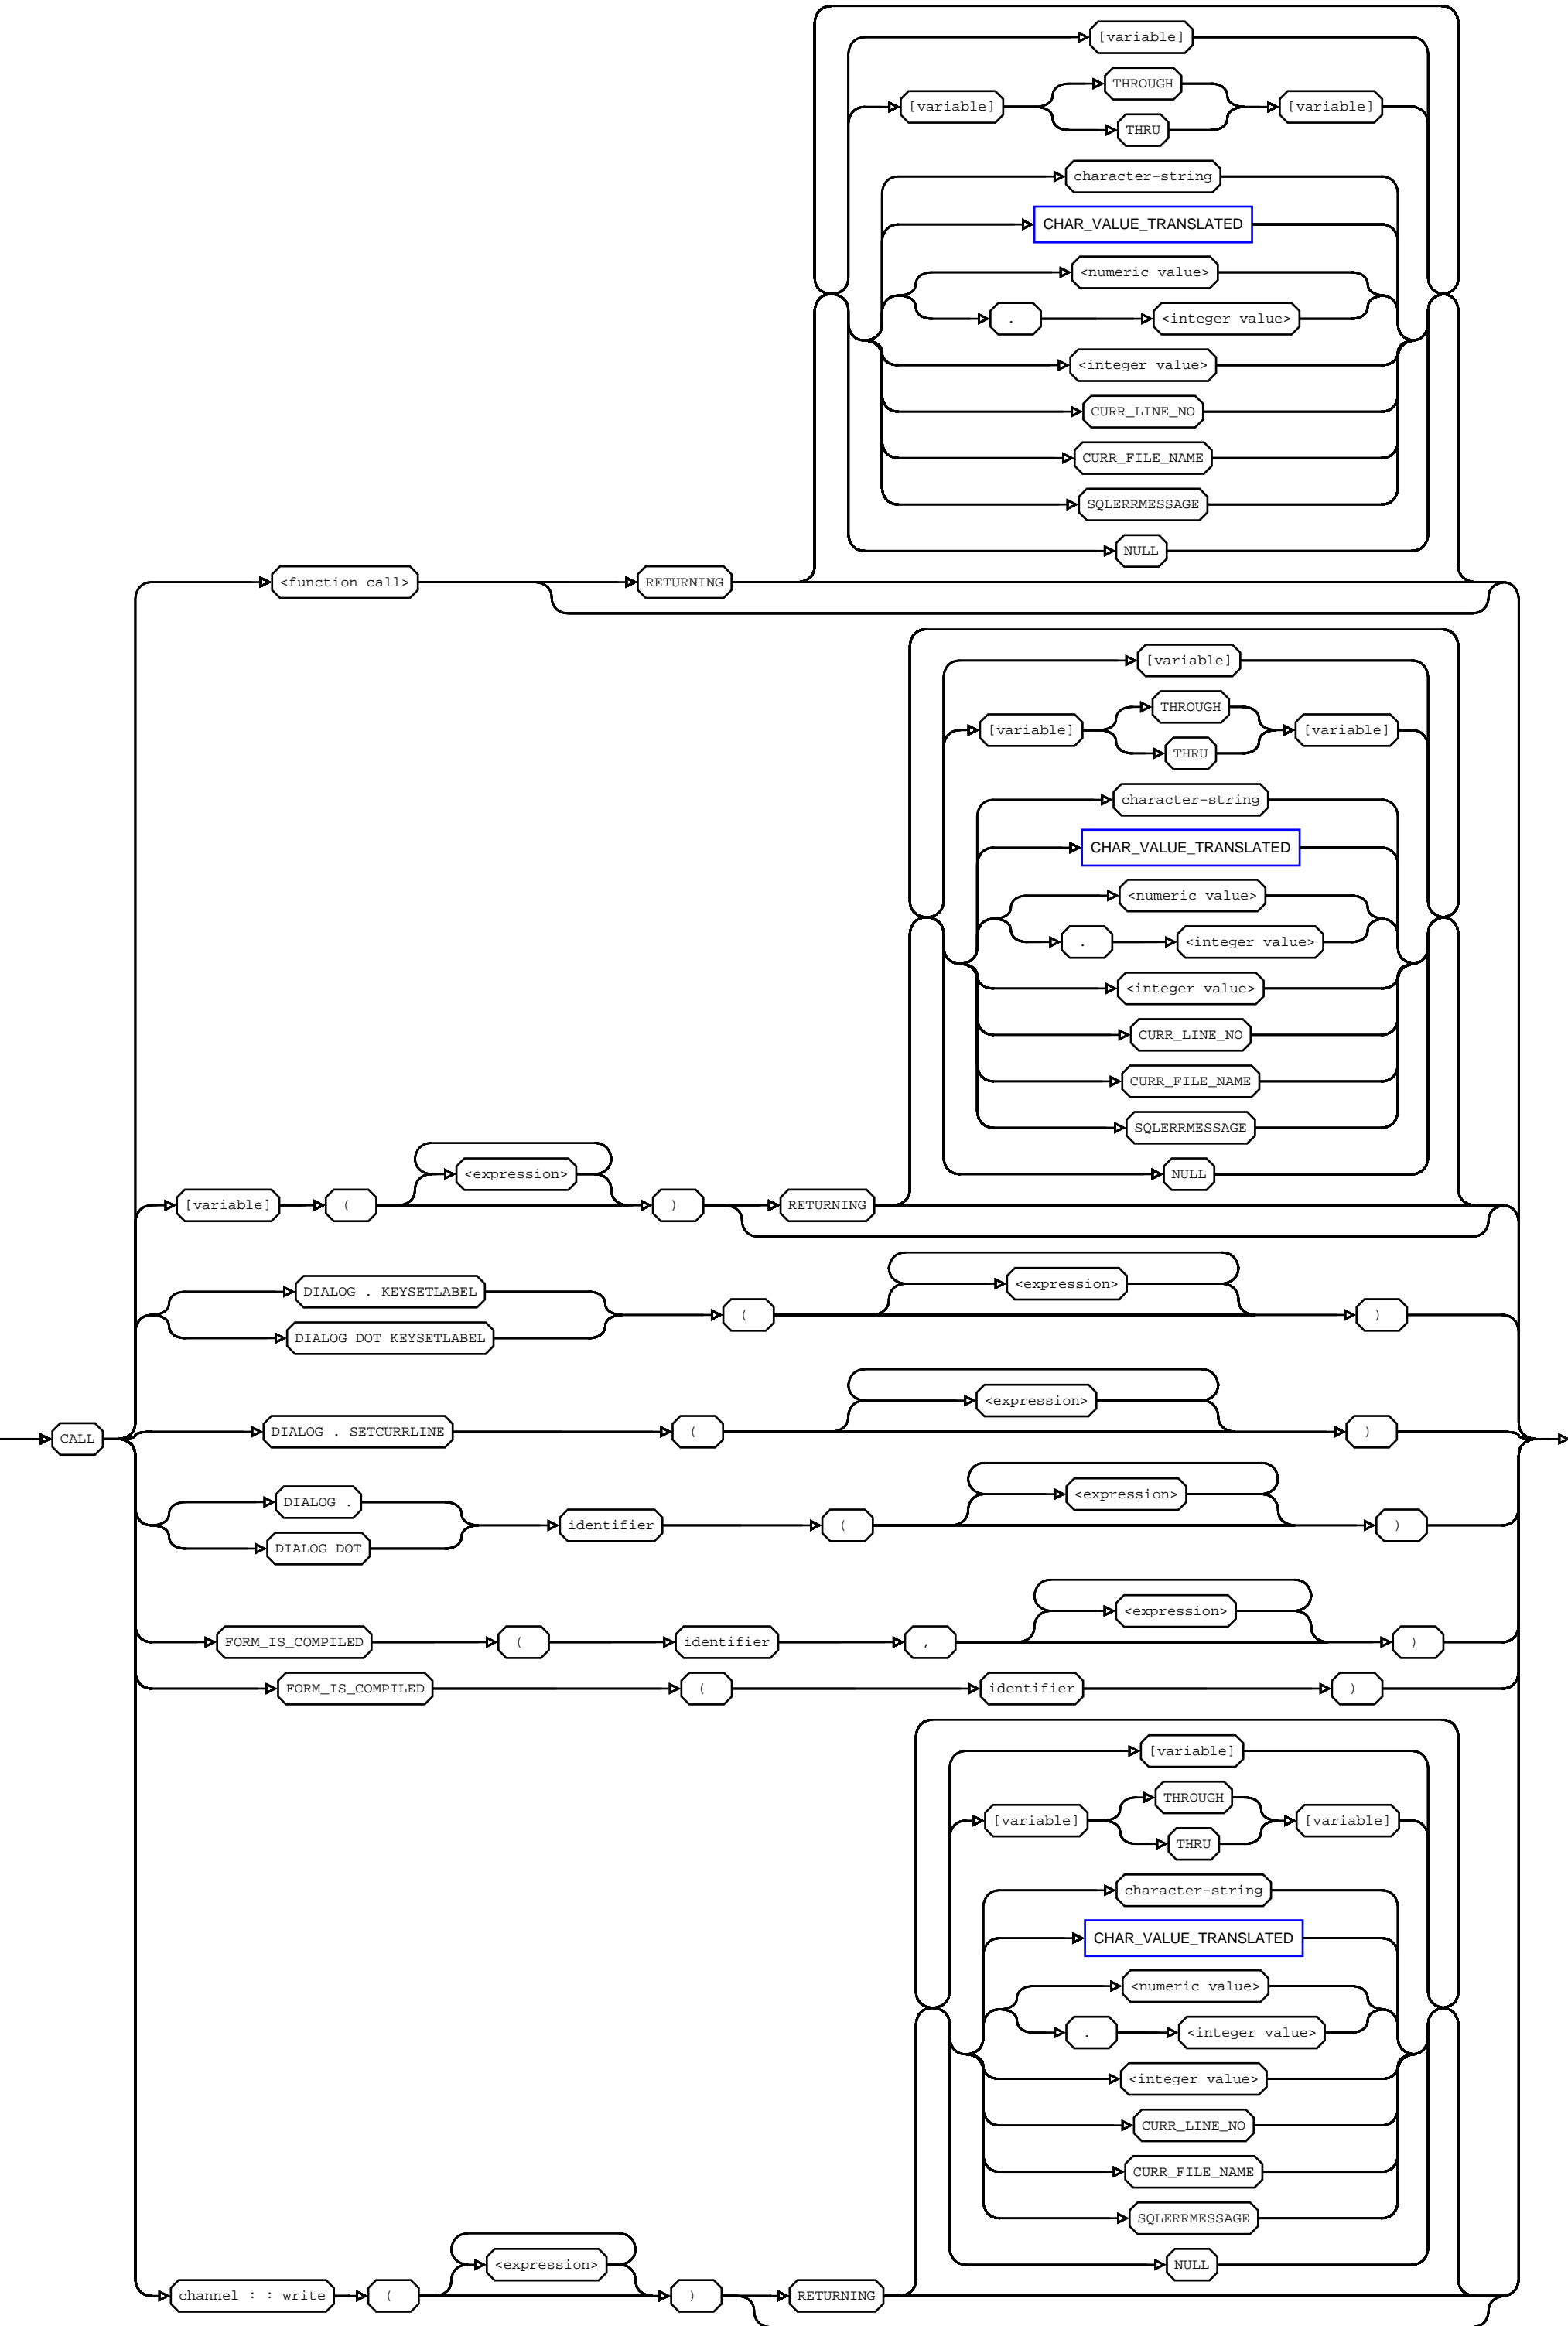 [variable]
THROUGH
[variable] [variable]
THRU
character-string
CHAR_VALUE_TRANSLATED
<numeric value>
. <integer value>
<integer value>
CURR_LINE_NO
CURR_FILE_NAME
SQLERRMESSAGE
NULL
<function call> RETURNING
[variable]
THROUGH
[variable] [variable]
THRU
character-string
CHAR_VALUE_TRANSLATED
<numeric value>
. <integer value>
<integer value>
CURR_LINE_NO
CURR_FILE_NAME
SQLERRMESSAGE
<expression> NULL
[variable] ( ) RETURNING
DIALOG . KEYSETLABEL <expression>
( )
DIALOG DOT KEYSETLABEL
<expression>
CALL DIALOG . SETCURRLINE ( )
DIALOG . <expression>
identifier ( )
DIALOG DOT
<expression>
FORM_IS_COMPILED ( identifier , )
FORM_IS_COMPILED ( identifier )
[variable]
THROUGH
[variable] [variable]
THRU
character-string
CHAR_VALUE_TRANSLATED
<numeric value>
. <integer value>
<integer value>
CURR_LINE_NO
CURR_FILE_NAME
SQLERRMESSAGE
<expression> NULL
channel : : write ( ) RETURNING